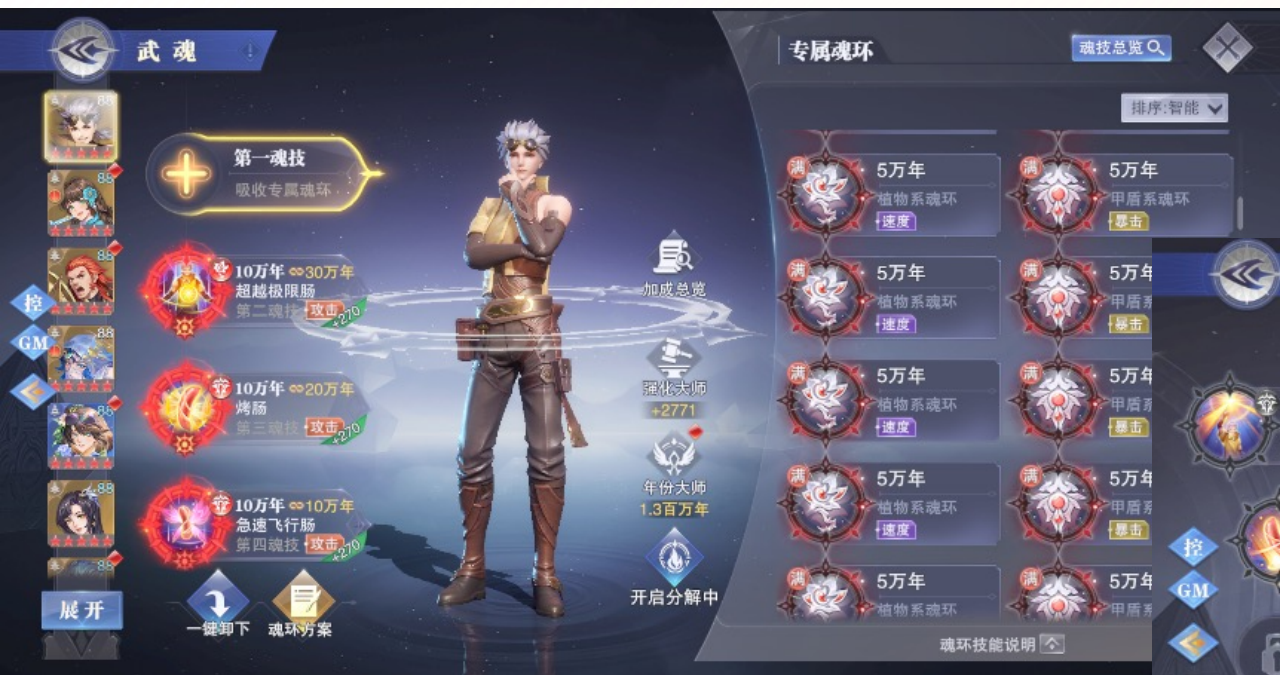 武魂
专属魂环
魂技总览
排序:智能
88
第一魂技
吸收专属魂环
88
10万年 ∞30万年
超越极限肠
第二魂技 攻击 +270
10万年 ∞20万年
烤肠
第三魂技 攻击 +270
10万年 ∞10万年
急速飞行肠
第四魂技 攻击 +270
控
GM
88
88
88
88
展开
一键卸下
魂环方案
加成总览
强化大师
+2771
年份大师
1.3百万年
开启分解中
满 5万年
植物系魂环
速度
满 5万年
甲盾系魂环
暴击
满 5万年
植物系魂环
速度
满 5万年
甲盾系
暴击
满 5万年
植物系魂环
速度
满 5万年
甲盾系
暴击
满 5万年
植物系魂环
速度
满 5万年
甲盾系
暴击
满 5万年
植物系魂环
满 5万年
甲盾系
魂环技能说明
控
GM